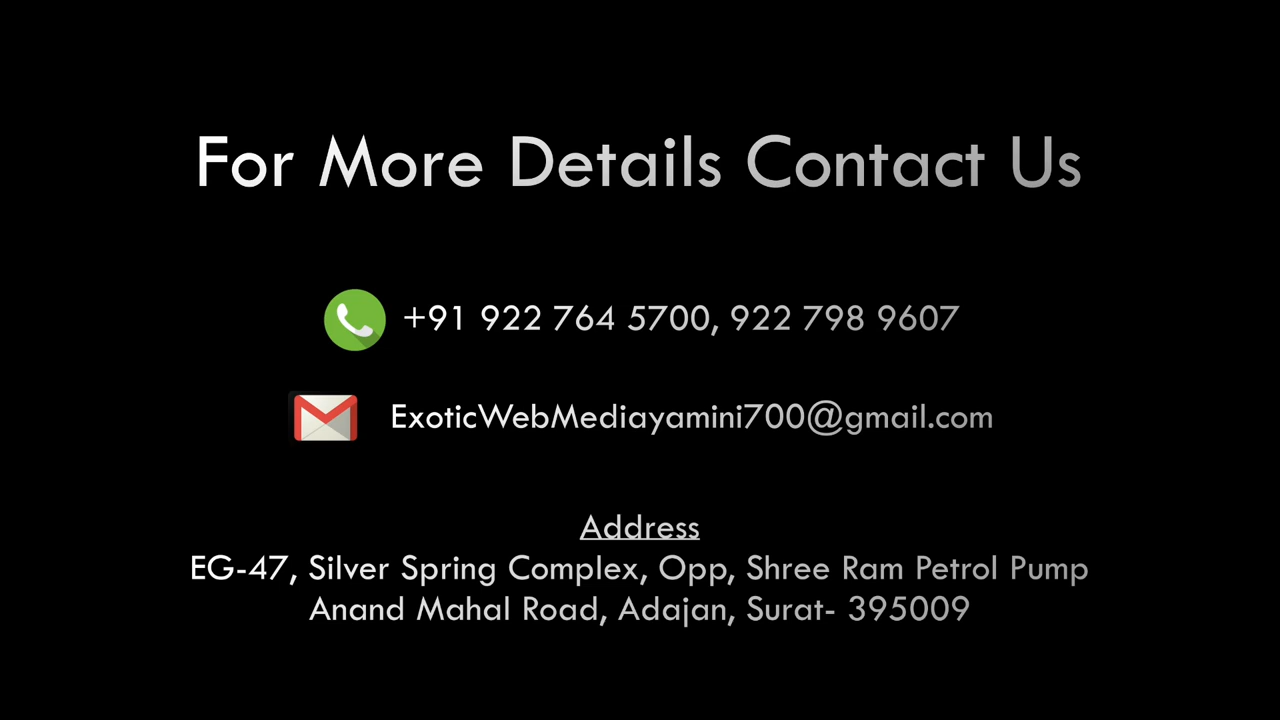 For More Details Contact Us
+91 922 764 5700, 922 798 9607
ExoticWebMediayamini700@gmail.com
Address
EG-47, Silver Spring Complex, Opp, Shree Ram Petrol Pump
Anand Mahal Road, Adajan, Surat- 395009